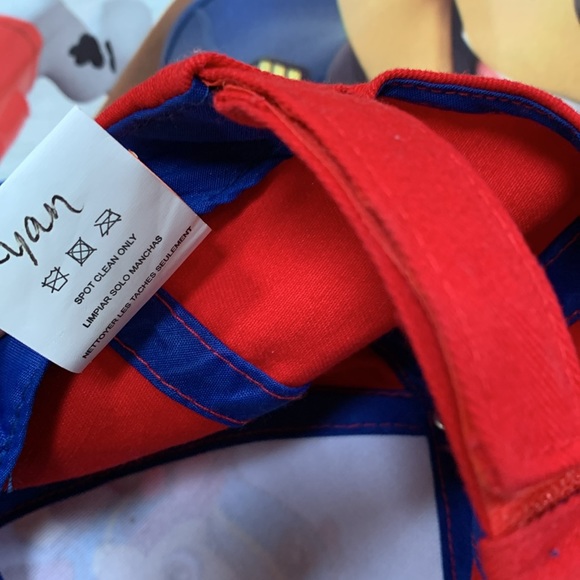 yan
SPOT CLEAN ONLY
LIMPIAR SOLO MANCHAS
NETTOYER LES TACHES SEULEMENT